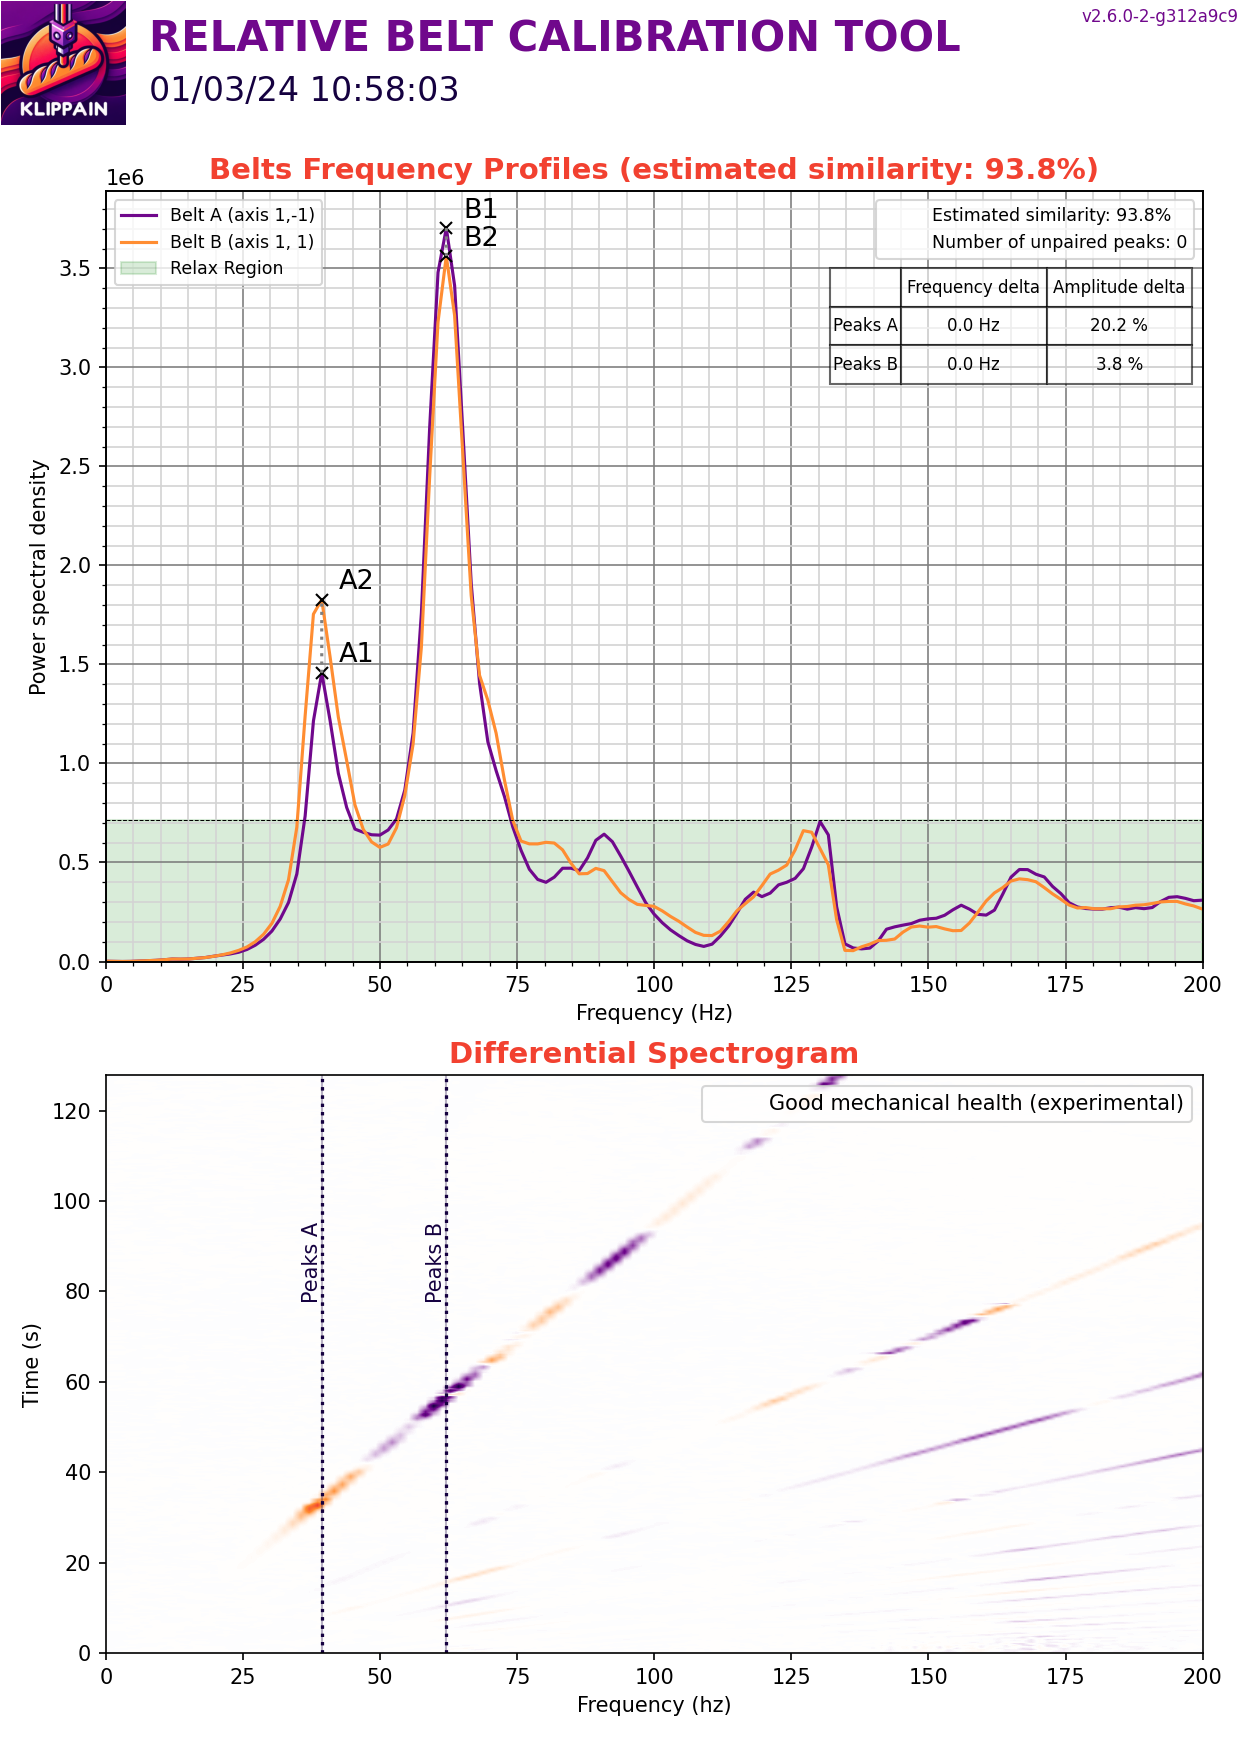 v2.6.0-2-g312a9c9
RELATIVE BELT CALIBRATION TOOL
01/03/24 10:58:03
KLIPPAIN
Belts Frequency Profiles (estimated similarity: 93.8%)
1e6
Belt A (axis 1,-1)
Belt B (axis 1, 1)
Relax Region
Estimated similarity: 93.8%
Number of unpaired peaks: 0
Frequency delta Amplitude delta
Peaks A 0.0 Hz 20.2 %
Peaks B 0.0 Hz 3.8 %
B1
B2
A2
A1
Power spectral density
3.5
3.0
2.5
2.0
1.5
1.0
0.5
0.0
0 25 50 75 100 125 150 175 200
Frequency (Hz)
Differential Spectrogram
Good mechanical health (experimental)
Peaks A
Peaks B
Time (s)
120
100
80
60
40
20
0
0 25 50 75 100 125 150 175 200
Frequency (hz)